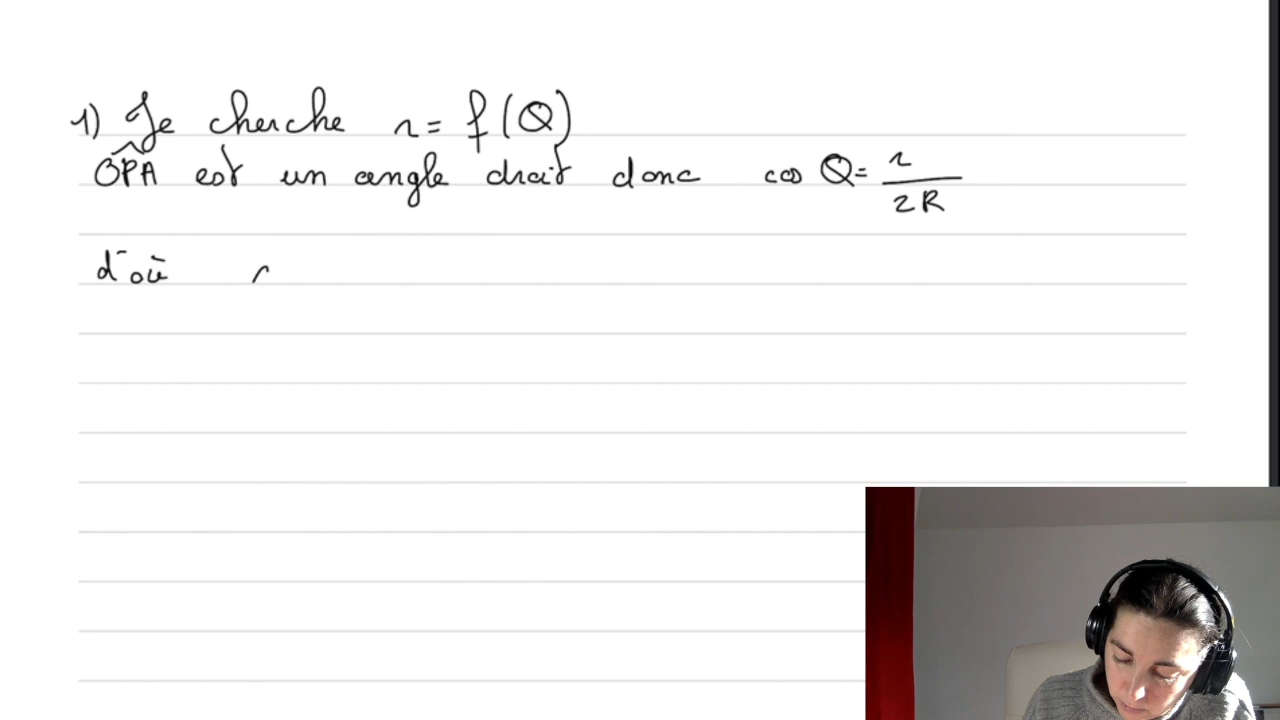 1) Je cherche r = f(θ)
OPA est un angle droit donc cos θ = r / 2R
d'où r